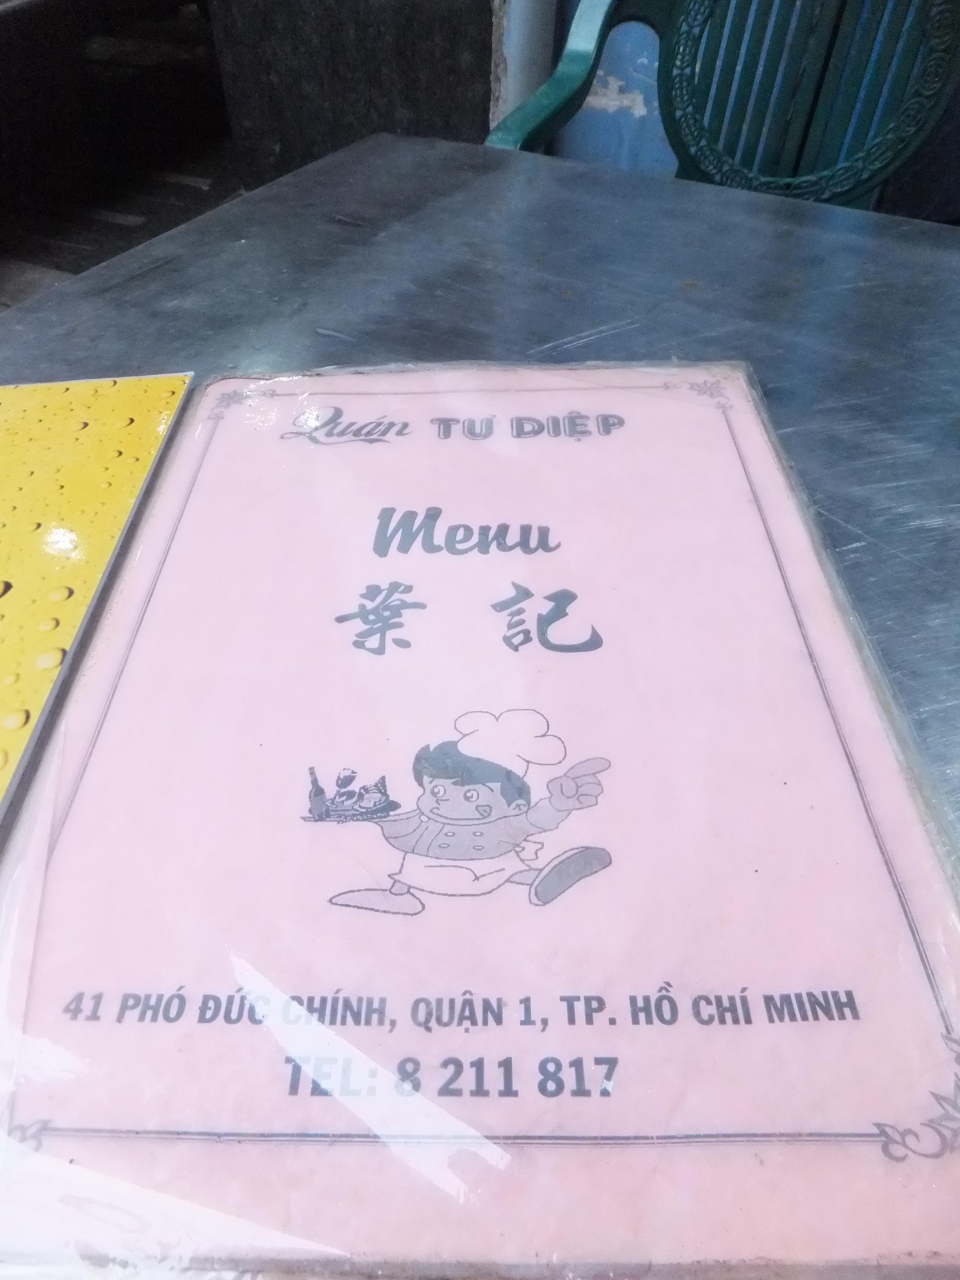 Quán TƯ DIỆP
Menu
葉 記
41 PHÓ ĐỨC CHÍNH, QUẬN 1, TP. HỒ CHÍ MINH
TEL: 8 211 817